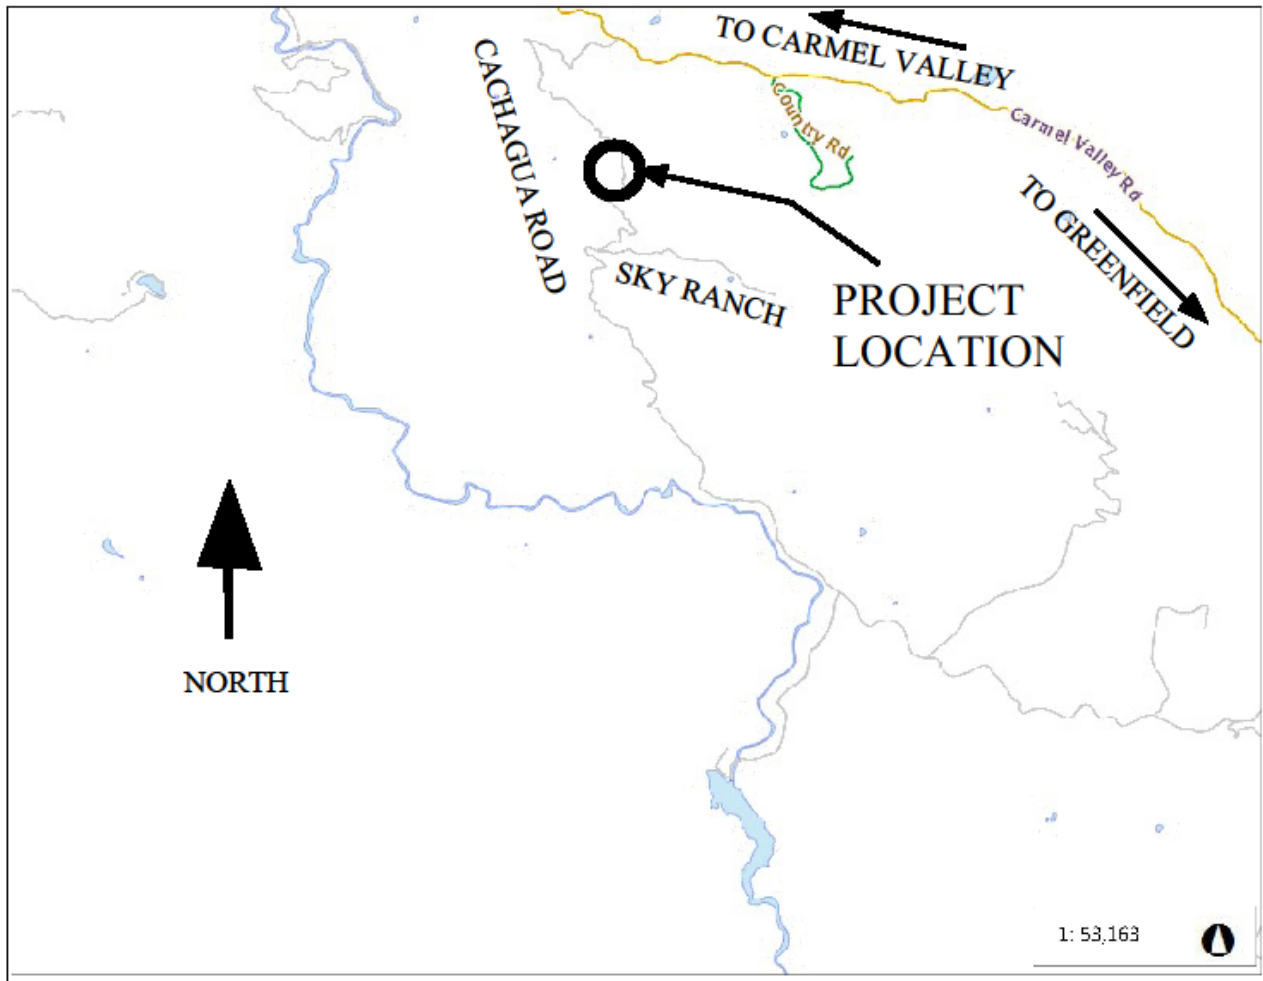 TO CARMEL VALLEY
CACHAGUA ROAD
Country Rd
Carmel Valley Rd
TO GREENFIELD
SKY RANCH
PROJECT
LOCATION
NORTH
1: 53,163